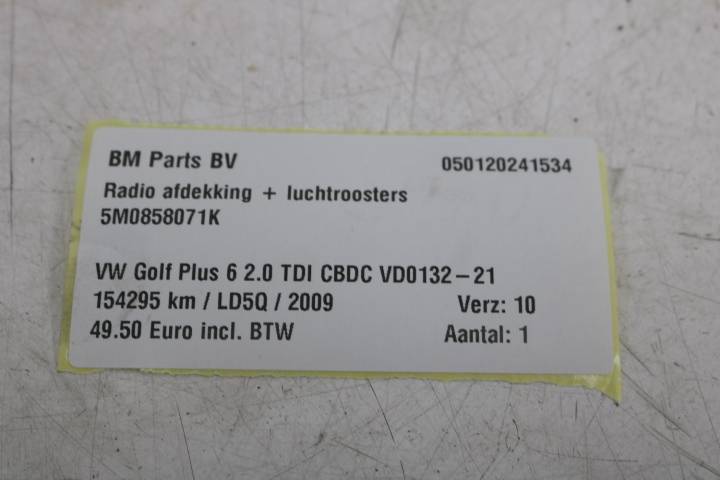 BM Parts BV 050120241534
Radio afdekking + luchtroosters
5M0858071K
VW Golf Plus 6 2.0 TDI CBDC VD0132-21
154295 km / LD5Q / 2009 Verz: 10
49.50 Euro incl. BTW Aantal: 1